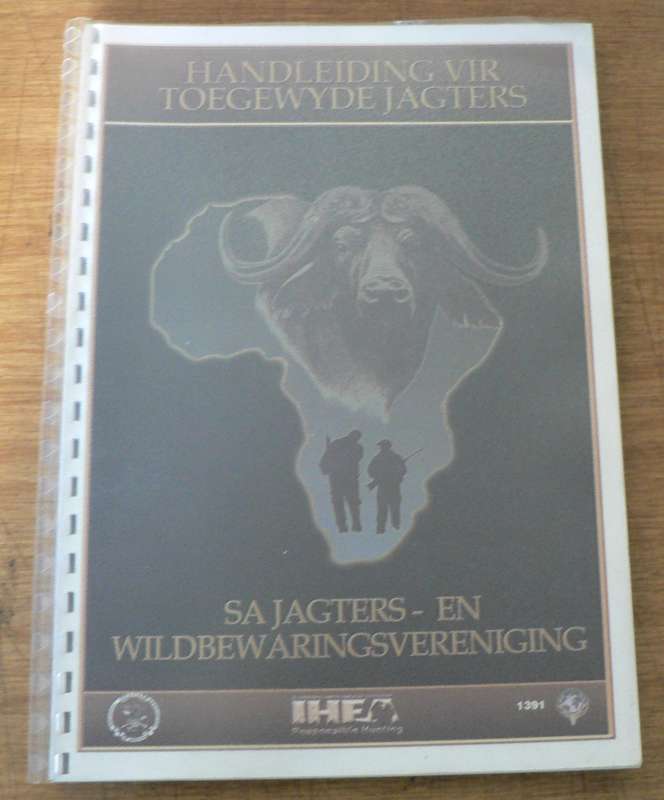 HANDLEIDING VIR
TOEGEWYDE JAGTERS
SA JAGTERS - EN
WILDBEWARINGSVERENIGING
IHEA
Responsible Hunting
1391